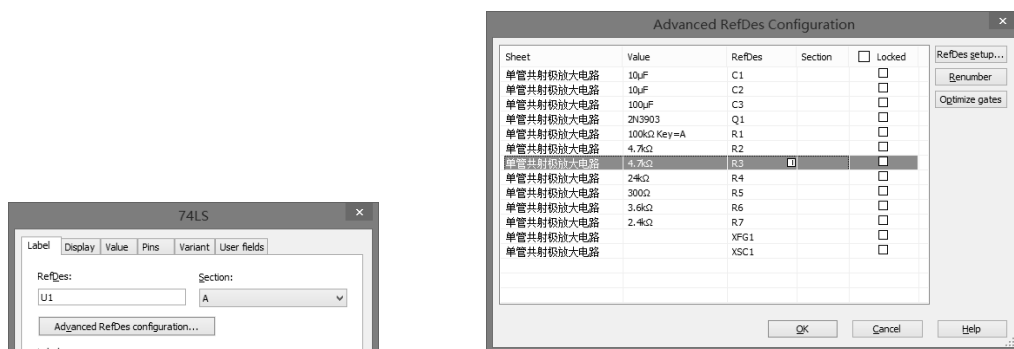 Advanced RefDes Configuration
Sheet Value RefDes Section Locked
单管共射极放大电路 10μF C1
单管共射极放大电路 10μF C2
单管共射极放大电路 100μF C3
单管共射极放大电路 2N3903 Q1
单管共射极放大电路 100kΩ Key=A R1
单管共射极放大电路 4.7kΩ R2
单管共射极放大电路 4.7kΩ R3
单管共射极放大电路 24kΩ R4
单管共射极放大电路 300Ω R5
单管共射极放大电路 3.6kΩ R6
单管共射极放大电路 2.4kΩ R7
单管共射极放大电路 XFG1
单管共射极放大电路 XSC1
RefDes setup...
Renumber
Optimize gates
OK Cancel Help
74LS
Label Display Value Pins Variant User fields
RefDes: Section:
U1 A
Advanced RefDes configuration...